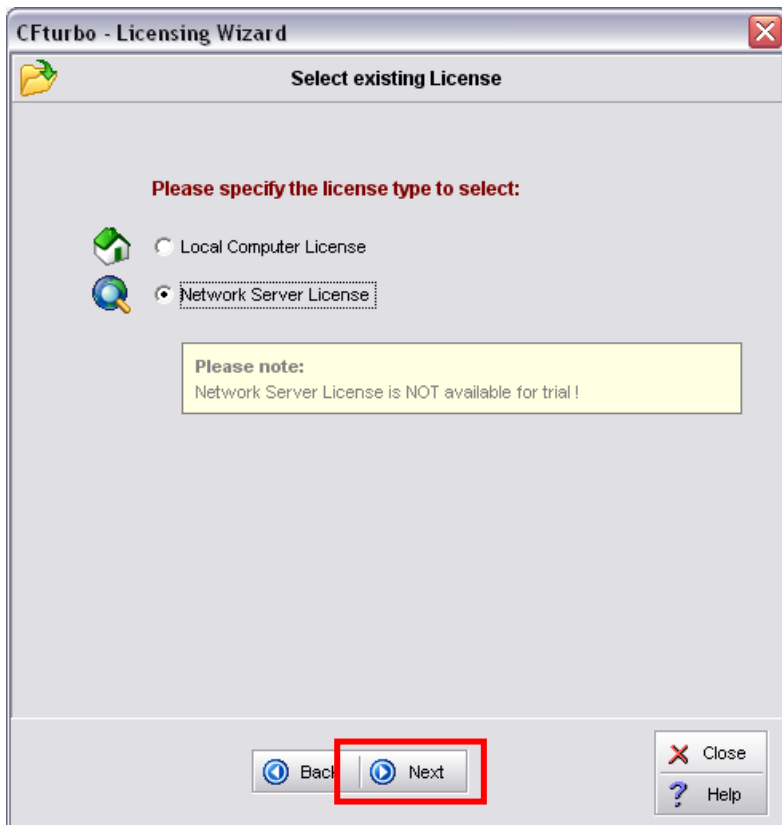 CFturbo - Licensing Wizard
Select existing License
Please specify the license type to select:
Local Computer License
Network Server License
Please note:
Network Server License is NOT available for trial !
Back
Next
Close
? Help